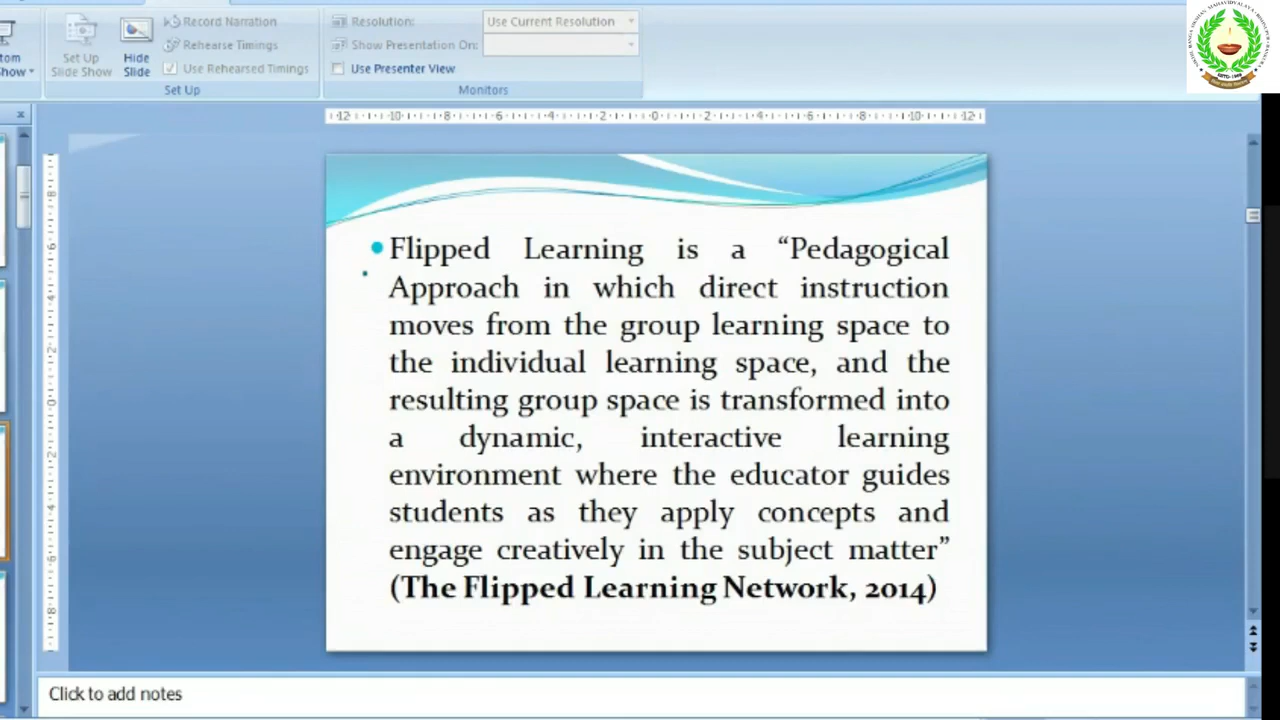 Record Narration
Resolution:
Use Current Resolution
Rehearse Timings
Show Presentation On:
Set Up
Slide Show
Hide
Slide
Show
Use Rehearsed Timings
Use Presenter View
Set Up
Monitors
Flipped Learning is a “Pedagogical
Approach in which direct instruction
moves from the group learning space to
the individual learning space, and the
resulting group space is transformed into
a dynamic, interactive learning
environment where the educator guides
students as they apply concepts and
engage creatively in the subject matter”
(The Flipped Learning Network, 2014)
Click to add notes